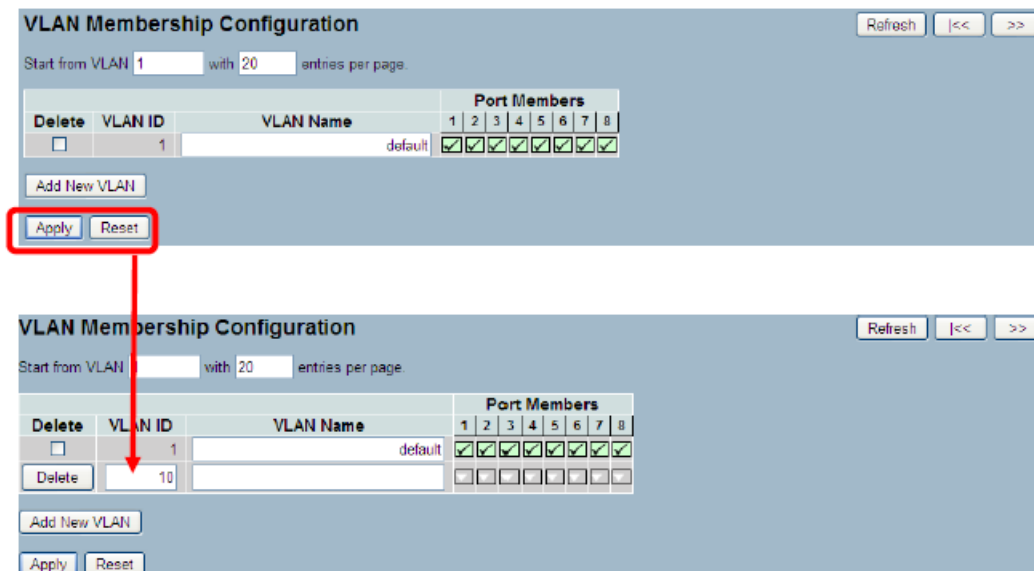 VLAN Membership Configuration
Refresh |<< >>
Start from VLAN 1 with 20 entries per page.
Port Members
Delete VLAN ID VLAN Name 1 2 3 4 5 6 7 8
1 default
Add New VLAN
Apply Reset
VLAN Membership Configuration
Refresh |<< >>
Start from VLAN with 20 entries per page.
Port Members
Delete VLAN ID VLAN Name 1 2 3 4 5 6 7 8
1 default
Delete 10
Add New VLAN
Apply Reset